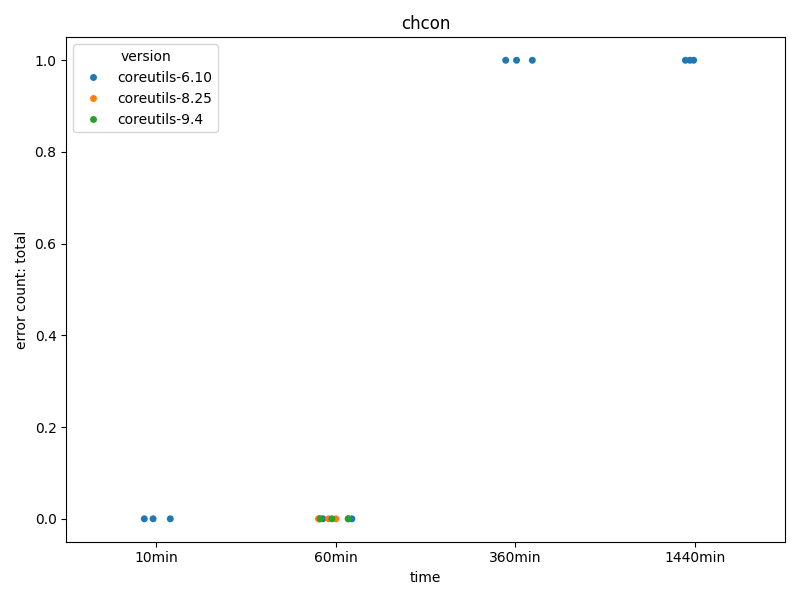 chcon
version
coreutils-6.10
coreutils-8.25
coreutils-9.4
error count: total
1.0
0.8
0.6
0.4
0.2
0.0
10min
60min
360min
1440min
time